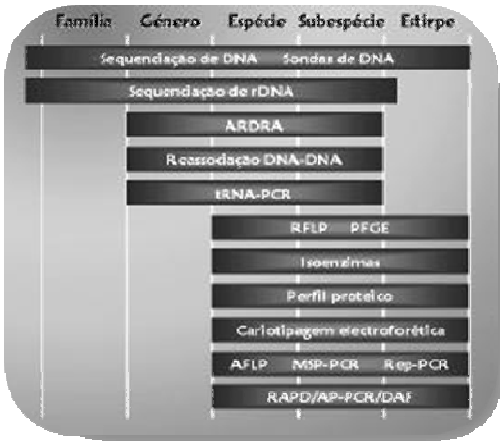 Família Género Espécie Subespécie Estirpe
Sequenciação de DNA Sondas de DNA
Sequenciação de rDNA
ARDRA
Reassociação DNA-DNA
tRNA-PCR
RFLP PFGE
Isoenzimas
Perfil proteico
Cariotipagem electroforética
AFLP MSP-PCR Rep-PCR
RAPD/AP-PCR/DAF